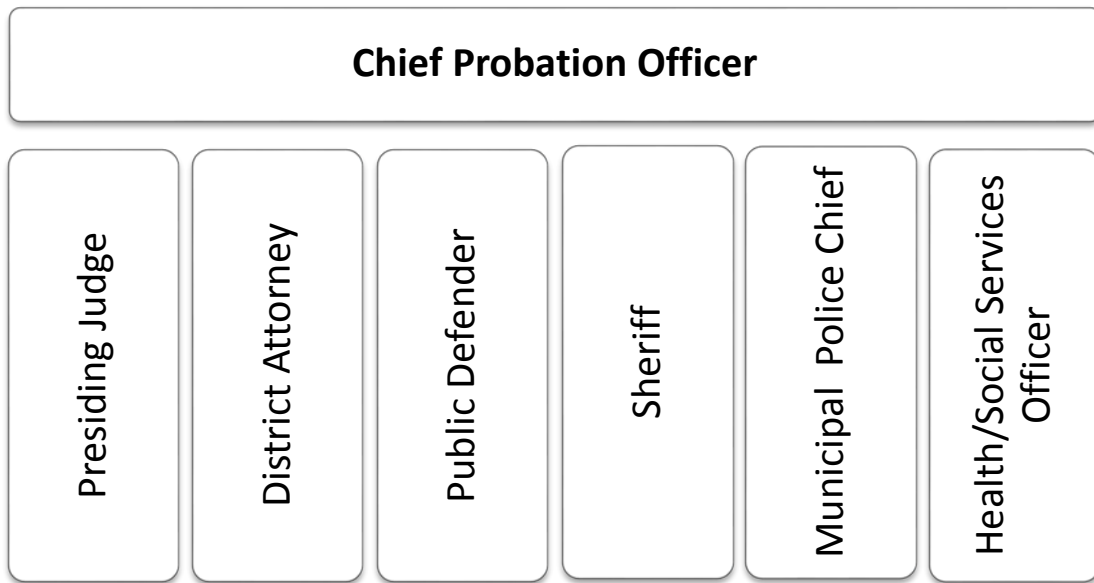 Chief Probation Officer
Presiding Judge
District Attorney
Public Defender
Sheriff
Municipal Police Chief
Health/Social Services
Officer